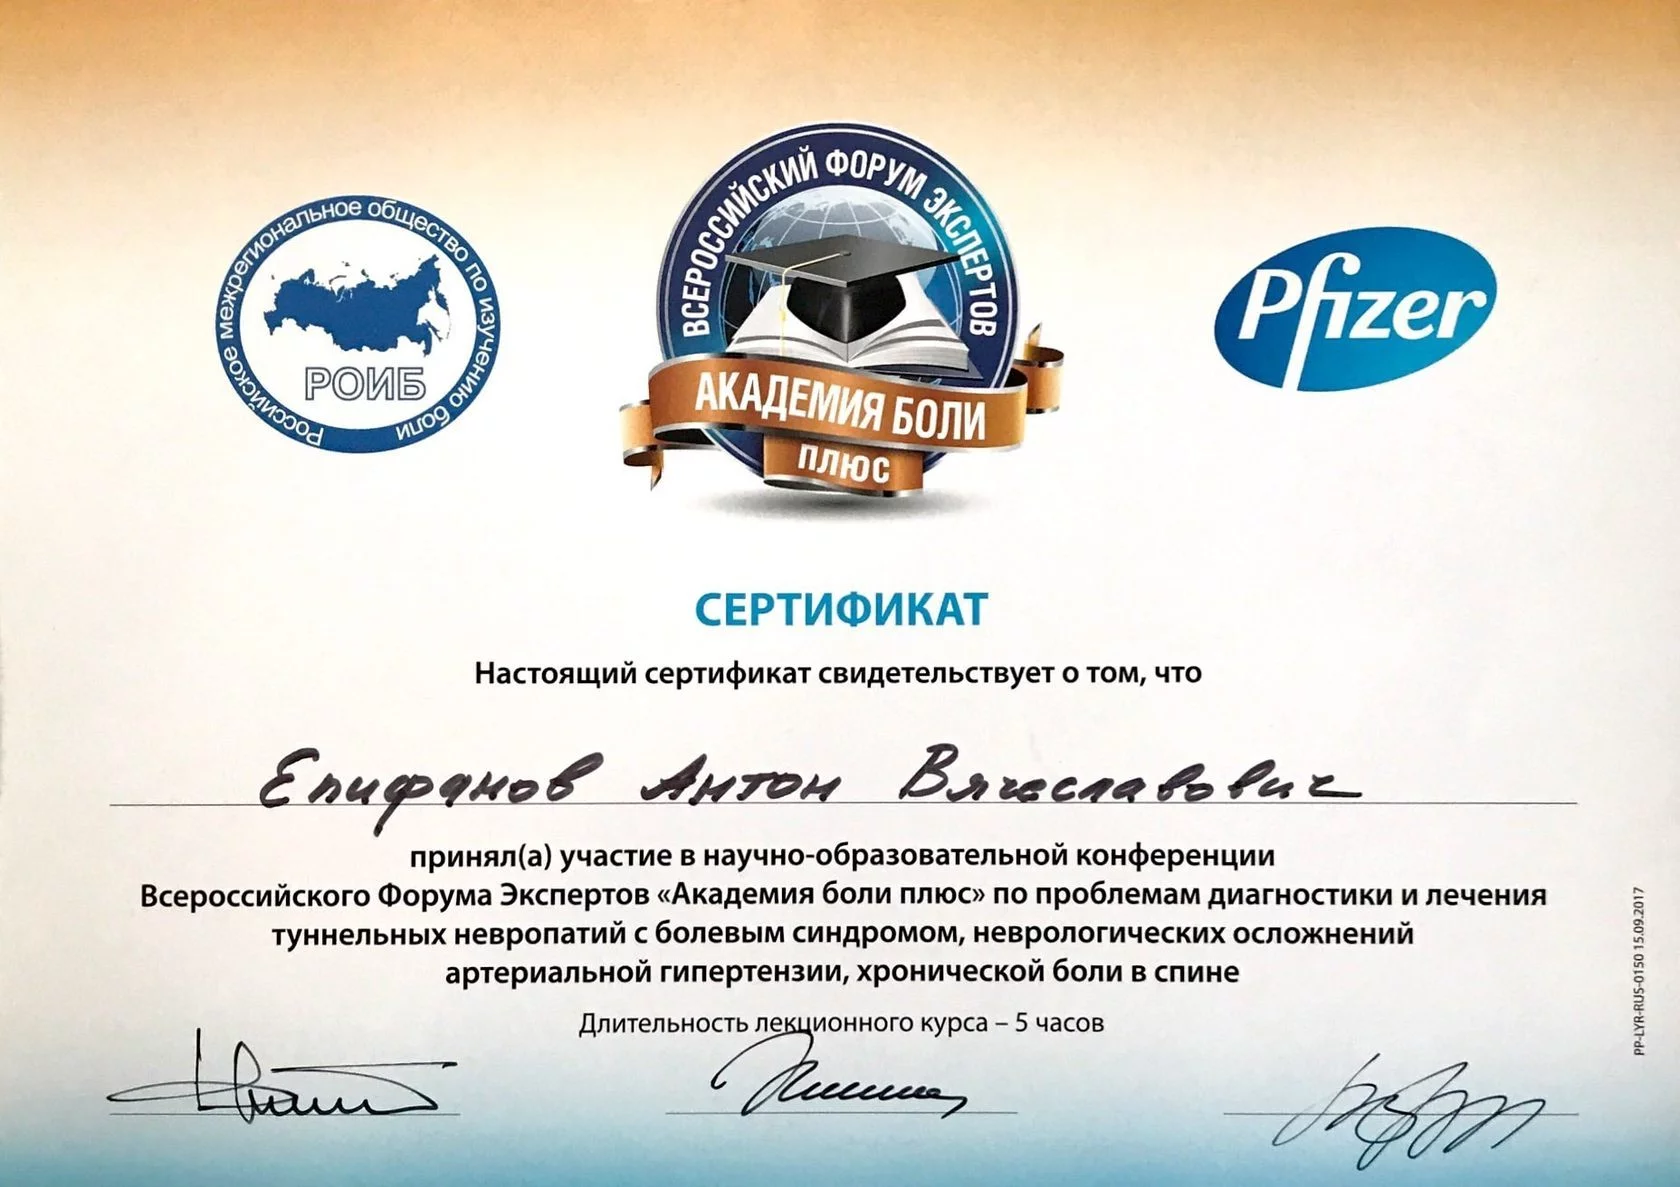 Российское межрегиональное общество по изучению боли
РОИБ
ВСЕРОССИЙСКИЙ ФОРУМ ЭКСПЕРТОВ
АКАДЕМИЯ БОЛИ
ПЛЮС
Pfizer
СЕРТИФИКАТ
Настоящий сертификат свидетельствует о том, что
Епифанов Антон Вячеславович
принял(а) участие в научно-образовательной конференции
Всероссийского Форума Экспертов «Академия боли плюс» по проблемам диагностики и лечения
туннельных невропатий с болевым синдромом, неврологических осложнений
артериальной гипертензии, хронической боли в спине
Длительность лекционного курса – 5 часов
PP-LYR-RUS-0150 15.09.2017